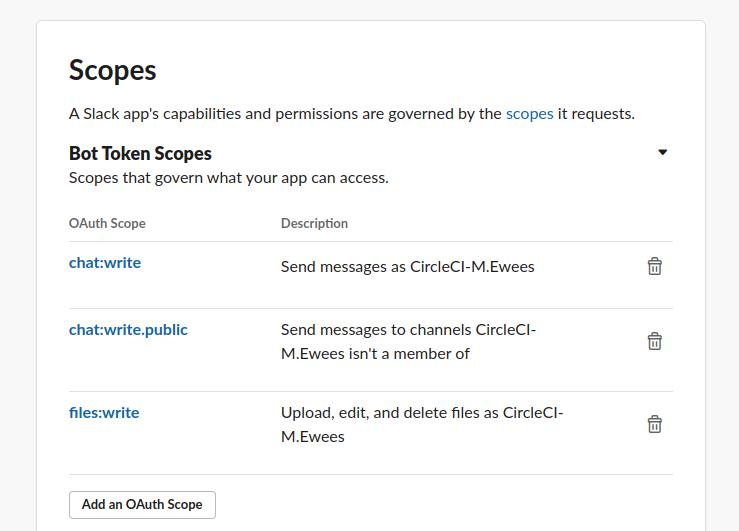 Scopes
A Slack app's capabilities and permissions are governed by the scopes it requests.
Bot Token Scopes
Scopes that govern what your app can access.
OAuth Scope Description
chat:write Send messages as CircleCI-M.Ewees
chat:write.public Send messages to channels CircleCI-
M.Ewees isn't a member of
files:write Upload, edit, and delete files as CircleCI-
M.Ewees
Add an OAuth Scope